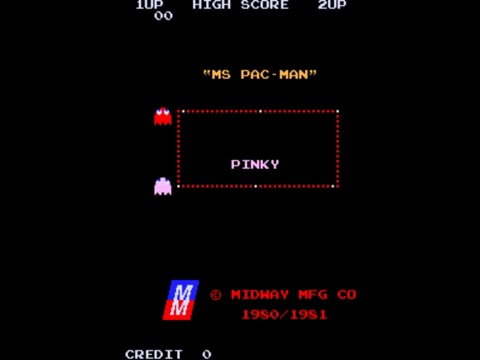 1UP HIGH SCORE 2UP
00
"MS PAC-MAN"
PINKY
MM © MIDWAY MFG CO
1980/1981
CREDIT 0